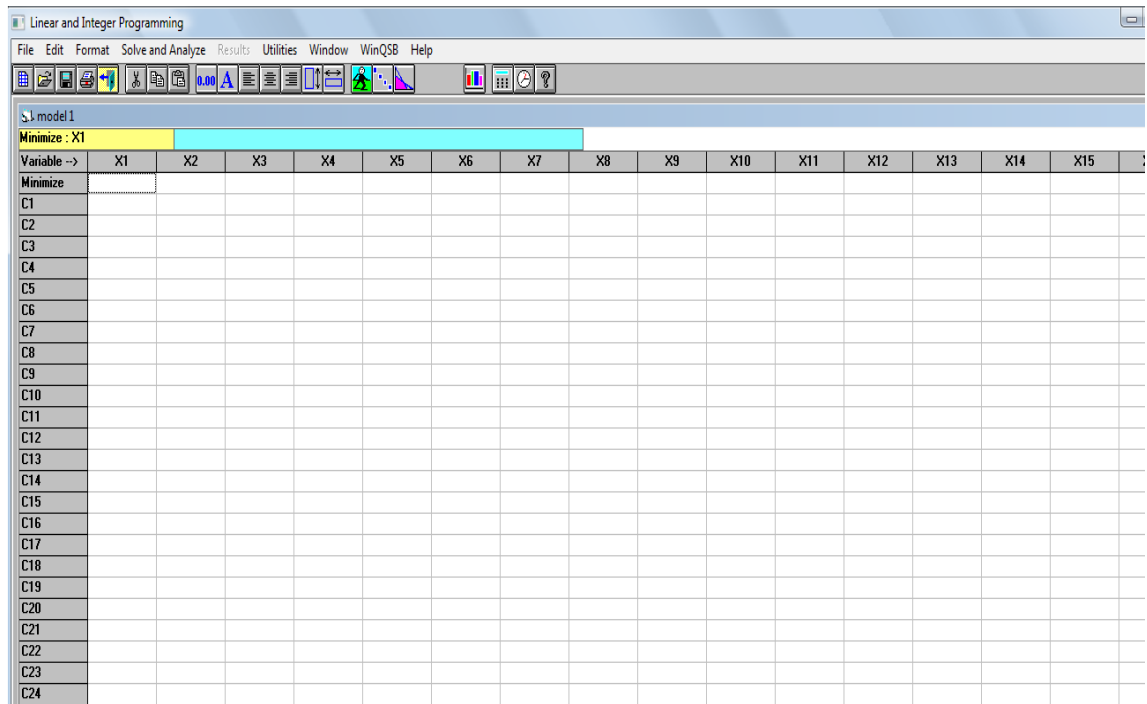 Linear and Integer Programming
File Edit Format Solve and Analyze Results Utilities Window WinQSB Help
0.00 A ?
model 1
Minimize : X1
Variable --> X1 X2 X3 X4 X5 X6 X7 X8 X9 X10 X11 X12 X13 X14 X15
Minimize
C1
C2
C3
C4
C5
C6
C7
C8
C9
C10
C11
C12
C13
C14
C15
C16
C17
C18
C19
C20
C21
C22
C23
C24